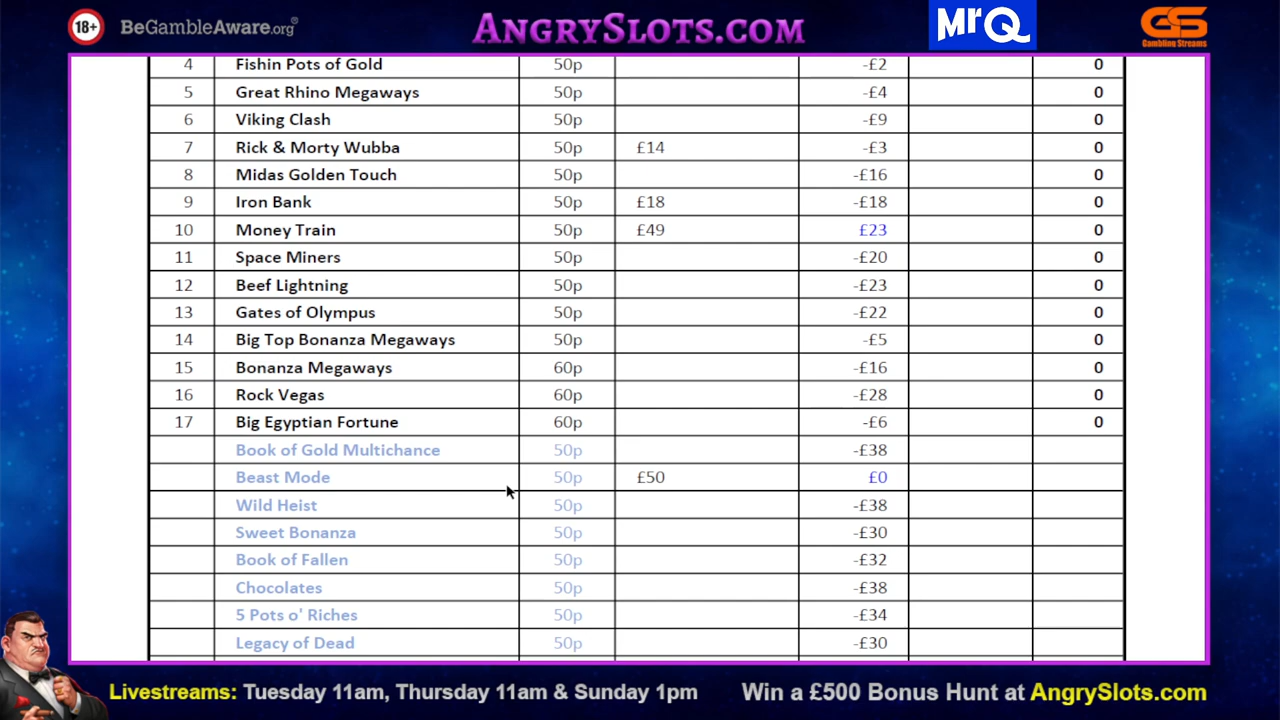 18+ BeGambleAware.org® AngrySlots.com MrQ GS
Gambling Streams
4 Fishin Pots of Gold 50p -£2 0
5 Great Rhino Megaways 50p -£4 0
6 Viking Clash 50p -£9 0
7 Rick & Morty Wubba 50p £14 -£3 0
8 Midas Golden Touch 50p -£16 0
9 Iron Bank 50p £18 -£18 0
10 Money Train 50p £49 £23 0
11 Space Miners 50p -£20 0
12 Beef Lightning 50p -£23 0
13 Gates of Olympus 50p -£22 0
14 Big Top Bonanza Megaways 50p -£5 0
15 Bonanza Megaways 60p -£16 0
16 Rock Vegas 60p -£28 0
17 Big Egyptian Fortune 60p -£6 0
Book of Gold Multichance 50p -£38
Beast Mode 50p £50 £0
Wild Heist 50p -£38
Sweet Bonanza 50p -£30
Book of Fallen 50p -£32
Chocolates 50p -£38
5 Pots o' Riches 50p -£34
Legacy of Dead 50p -£30
Livestreams: Tuesday 11am, Thursday 11am & Sunday 1pm Win a £500 Bonus Hunt at AngrySlots.com